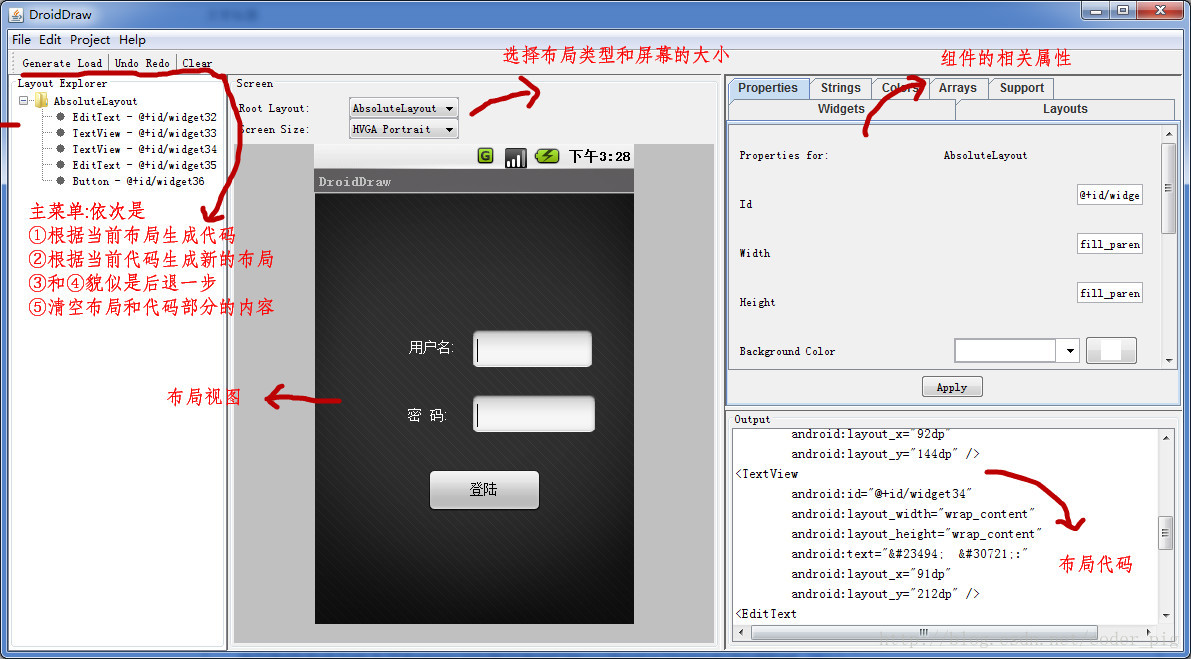 DroidDraw
File Edit Project Help
Generate Load Undo Redo Clear
选择布局类型和屏幕的大小
组件的相关属性
Layout Explorer
AbsoluteLayout
EditText - @+id/widget32
TextView - @+id/widget33
TextView - @+id/widget34
EditText - @+id/widget35
Button - @+id/widget36
主菜单:依次是
①根据当前布局生成代码
②根据当前代码生成新的布局
③和④貌似是后退一步
⑤清空布局和代码部分的内容
布局视图
Screen
Root Layout: AbsoluteLayout
Screen Size: HVGA Portrait
下午3:28
DroidDraw
用户名:
密 码:
登陆
Properties Strings Colors Arrays Support
Widgets Layouts
Properties for: AbsoluteLayout
Id @+id/widge
Width fill_paren
Height fill_paren
Background Color
Apply
Output
android:layout_x="92dp"
android:layout_y="144dp" />
<TextView
android:id="@+id/widget34"
android:layout_width="wrap_content"
android:layout_height="wrap_content"
android:text="&#23494;  &#30721;:"
android:layout_x="91dp"
android:layout_y="212dp" />
<EditText
布局代码
http://blog.csdn.net/coder_pig